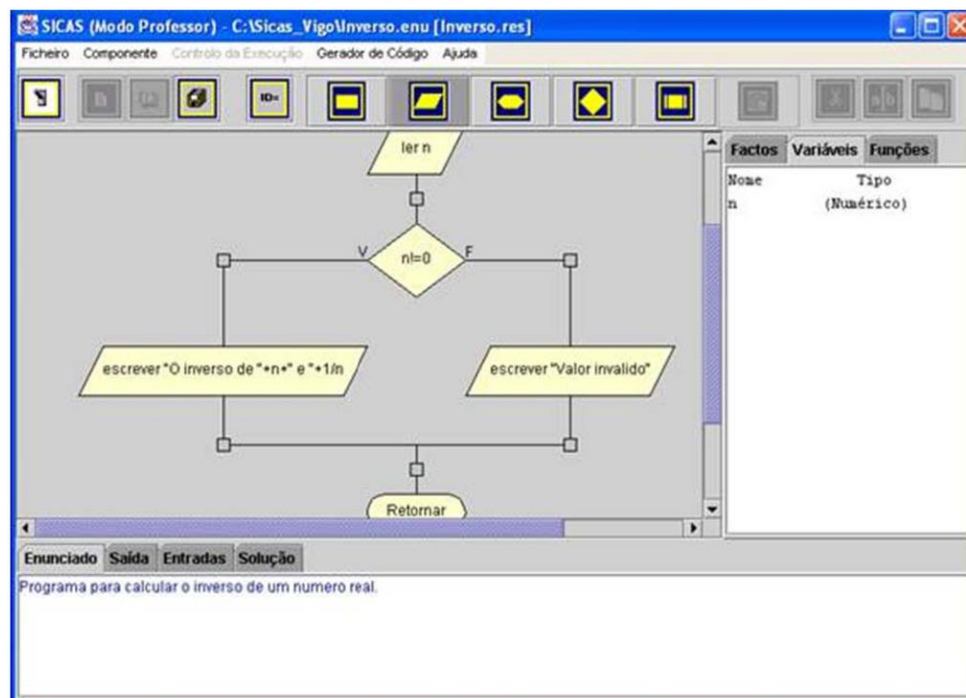 SICAS (Modo Professor) - C:\Sicas_Vigo\Inverso.enu [Inverso.res]
Ficheiro Componente Controlo da Execução Gerador de Código Ajuda
ID=
a|b
ler n
n!=0
V
F
escrever "O inverso de "+n+" e "+1/n
escrever "Valor invalido"
Retornar
Factos Variáveis Funções
Nome Tipo
n (Numérico)
Enunciado Saída Entradas Solução
Programa para calcular o inverso de um numero real.